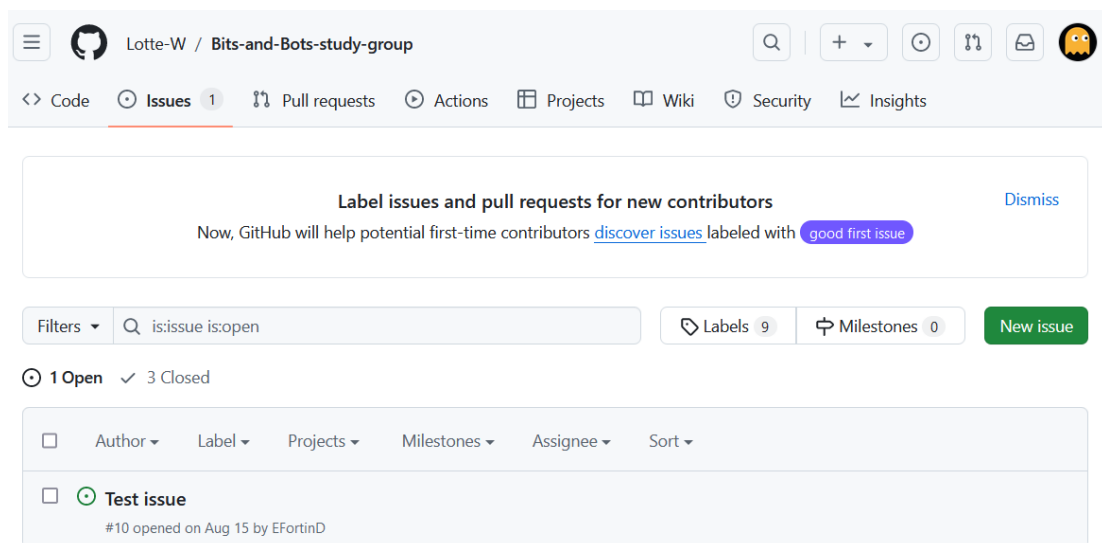 Lotte-W / Bits-and-Bots-study-group
Code Issues 1 Pull requests Actions Projects Wiki Security Insights
Label issues and pull requests for new contributors Dismiss
Now, GitHub will help potential first-time contributors discover issues labeled with good first issue
Filters is:issue is:open Labels 9 Milestones 0 New issue
1 Open 3 Closed
Author Label Projects Milestones Assignee Sort
Test issue
#10 opened on Aug 15 by EFortinD